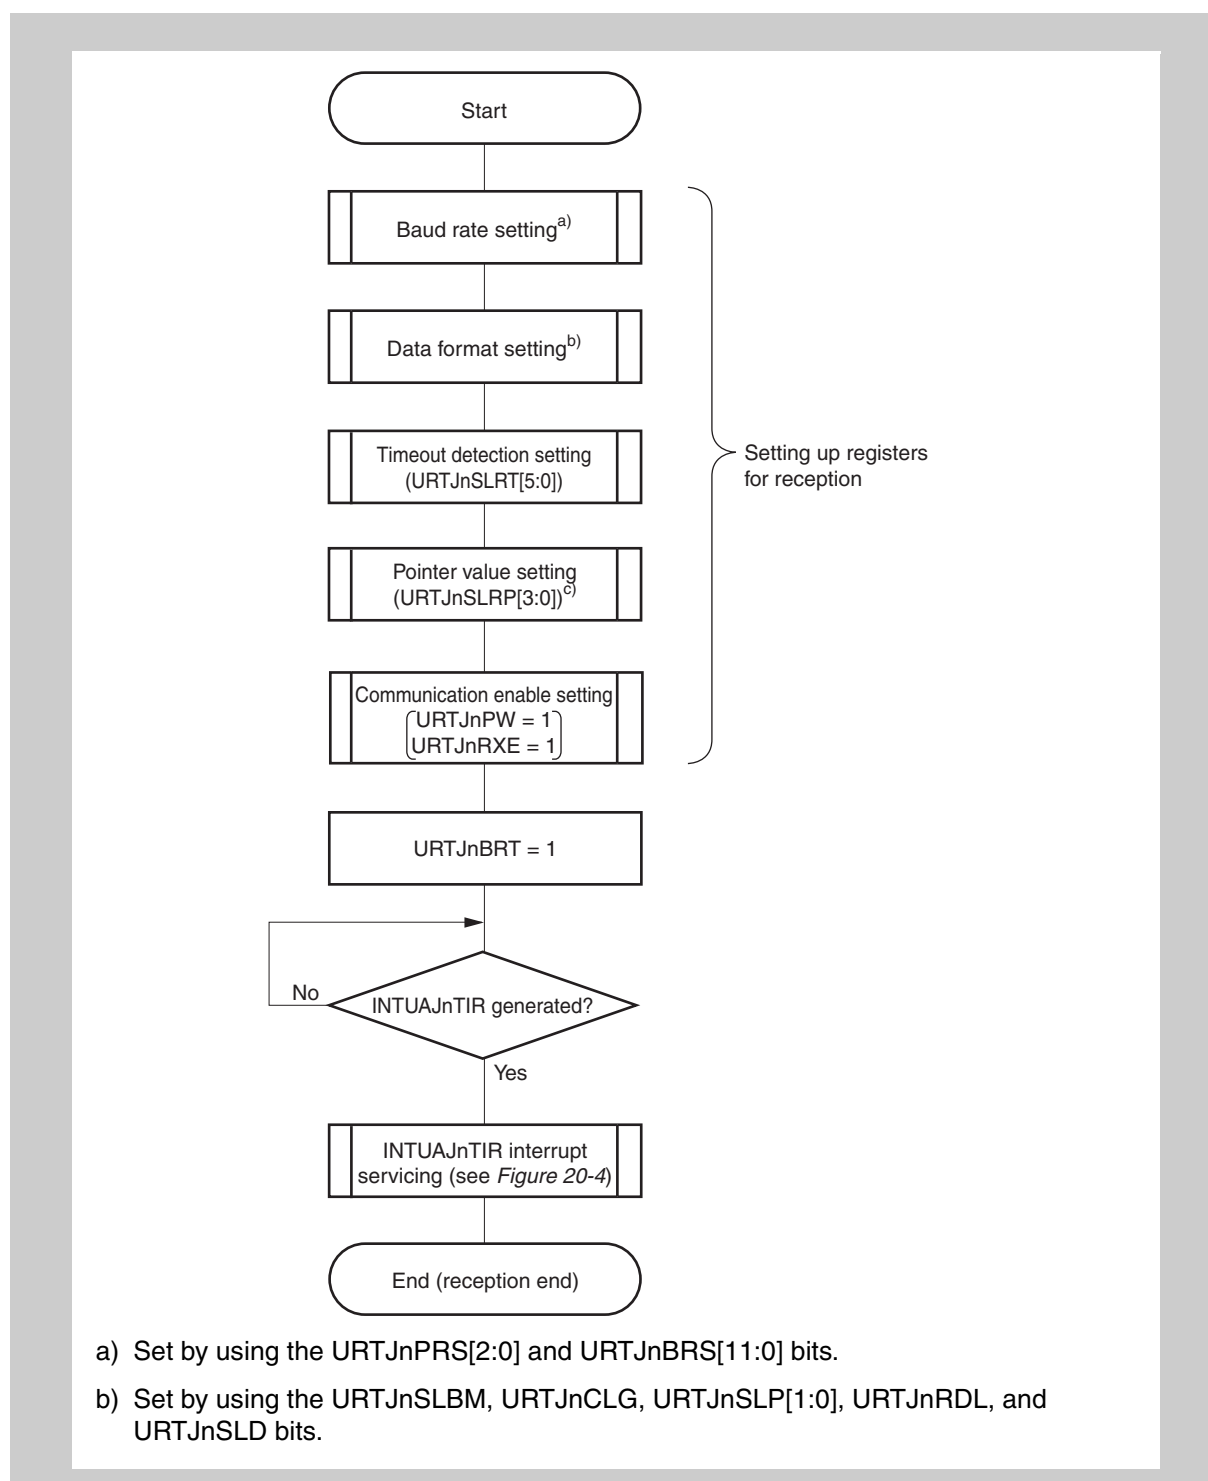 Start
Baud rate setting a)
Data format setting b)
Timeout detection setting
(URTJnSLRT[5:0])
Setting up registers
for reception
Pointer value setting
(URTJnSLRP[3:0]) c)
Communication enable setting
URTJnPW = 1
URTJnRXE = 1
URTJnBRT = 1
No
INTUAJnTIR generated?
Yes
INTUAJnTIR interrupt
servicing (see Figure 20-4)
End (reception end)
a) Set by using the URTJnPRS[2:0] and URTJnBRS[11:0] bits.
b) Set by using the URTJnSLBM, URTJnCLG, URTJnSLP[1:0], URTJnRDL, and
URTJnSLD bits.